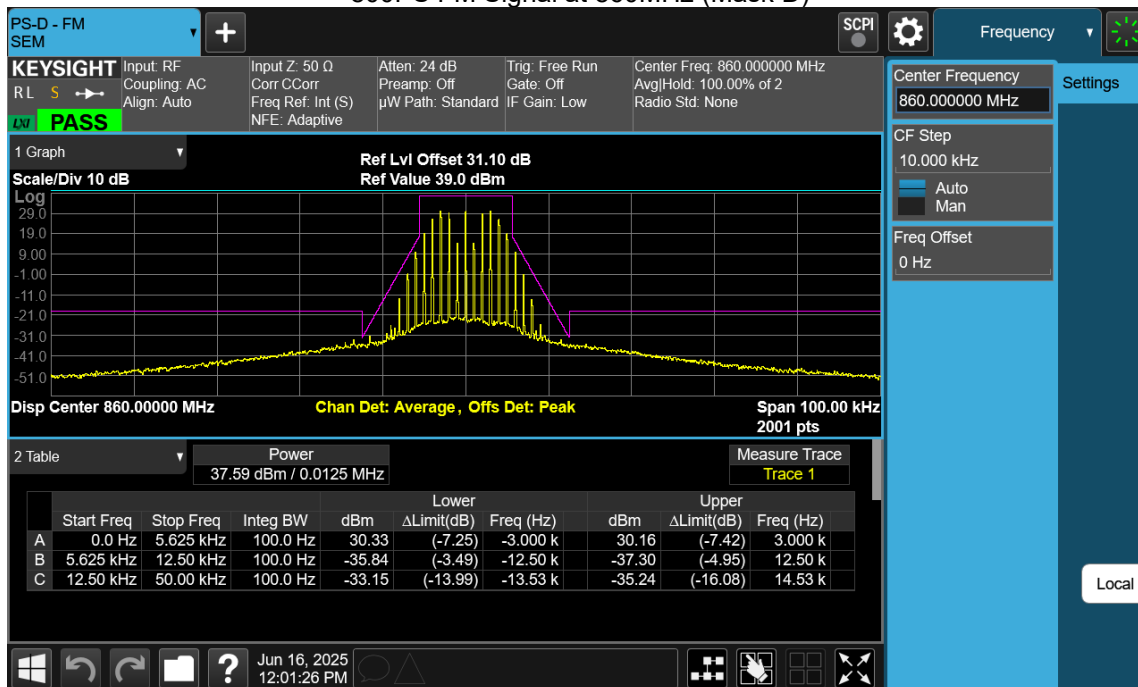 PS-D - FM
SEM
+
SCPI
Frequency
KEYSIGHT
RL S
LXI PASS
Input: RF
Coupling: AC
Align: Auto
Input Z: 50 Ω
Corr CCorr
Freq Ref: Int (S)
NFE: Adaptive
Atten: 24 dB
Preamp: Off
µW Path: Standard
Trig: Free Run
Gate: Off
IF Gain: Low
Center Freq: 860.000000 MHz
Avg|Hold: 100.00% of 2
Radio Std: None
Center Frequency
860.000000 MHz
Settings
CF Step
10.000 kHz
Auto
Man
Freq Offset
0 Hz
1 Graph
Scale/Div 10 dB
Ref Lvl Offset 31.10 dB
Ref Value 39.0 dBm
Log
29.0
19.0
9.00
-1.00
-11.0
-21.0
-31.0
-41.0
-51.0
Disp Center 860.00000 MHz
Chan Det: Average , Offs Det: Peak
Span 100.00 kHz
2001 pts
2 Table
Power
37.59 dBm / 0.0125 MHz
Measure Trace
Trace 1
Lower Upper
Start Freq Stop Freq Integ BW dBm ΔLimit(dB) Freq (Hz) dBm ΔLimit(dB) Freq (Hz)
A 0.0 Hz 5.625 kHz 100.0 Hz 30.33 (-7.25) -3.000 k 30.16 (-7.42) 3.000 k
B 5.625 kHz 12.50 kHz 100.0 Hz -35.84 (-3.49) -12.50 k -37.30 (-4.95) 12.50 k
C 12.50 kHz 50.00 kHz 100.0 Hz -33.15 (-13.99) -13.53 k -35.24 (-16.08) 14.53 k
Local
?
Jun 16, 2025
12:01:26 PM